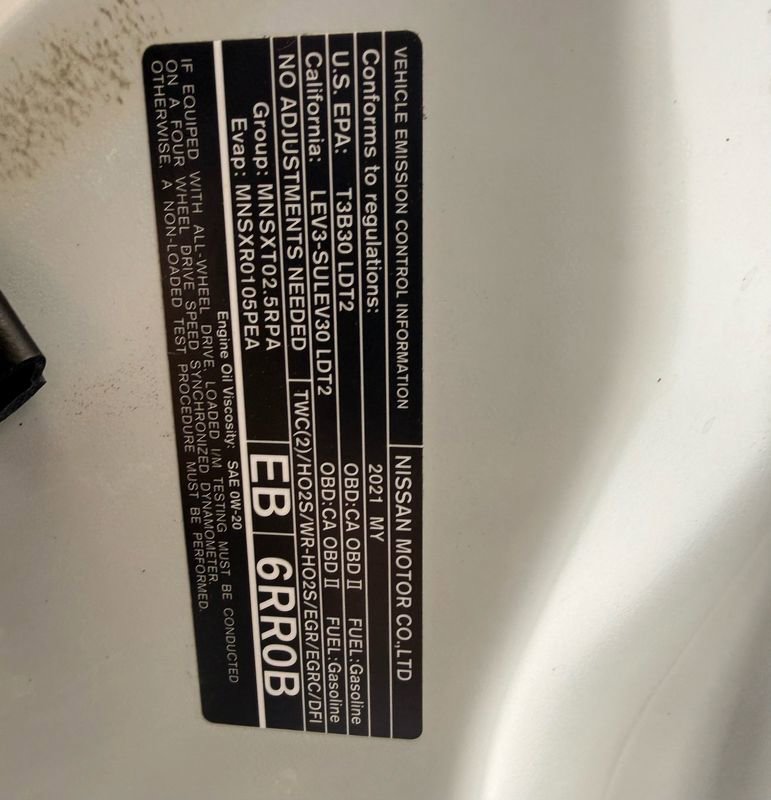 VEHICLE EMISSION CONTROL INFORMATION NISSAN MOTOR CO.,LTD
Conforms to regulations: 2021 MY
U.S. EPA: T3B30 LDT2 OBD:CA OBD II FUEL:Gasoline
California: LEV3-SULEV30 LDT2 OBD:CA OBD II FUEL:Gasoline
NO ADJUSTMENTS NEEDED TWC(2)/HO2S/WR-HO2S/EGR/EGRC/DFI
Group: MNSXT02.5RPA EB 6RR0B
Evap: MNSXR0105PEA
Engine Oil Viscosity: SAE 0W-20
IF EQUIPED WITH ALL-WHEEL DRIVE, LOADED I/M TESTING MUST BE CONDUCTED
ON A FOUR WHEEL DRIVE SPEED SYNCHRONIZED DYNAMOMETER.
OTHERWISE, A NON-LOADED TEST PROCEDURE MUST BE PERFORMED.